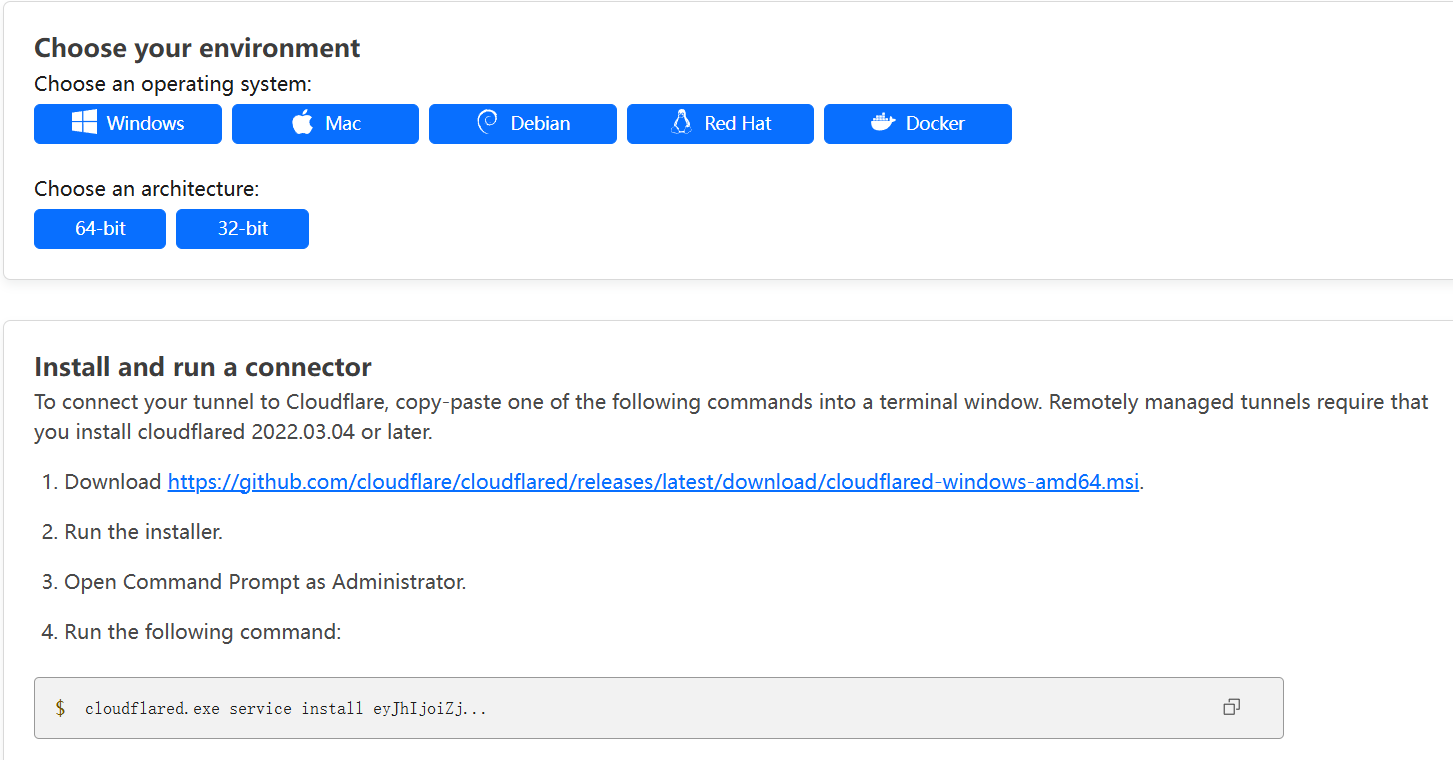 Choose your environment
Choose an operating system:
Windows Mac Debian Red Hat Docker
Choose an architecture:
64-bit 32-bit
Install and run a connector
To connect your tunnel to Cloudflare, copy-paste one of the following commands into a terminal window. Remotely managed tunnels require that
you install cloudflared 2022.03.04 or later.
1. Download https://github.com/cloudflare/cloudflared/releases/latest/download/cloudflared-windows-amd64.msi.
2. Run the installer.
3. Open Command Prompt as Administrator.
4. Run the following command:
$ cloudflared.exe service install eyJhIjoiZj...